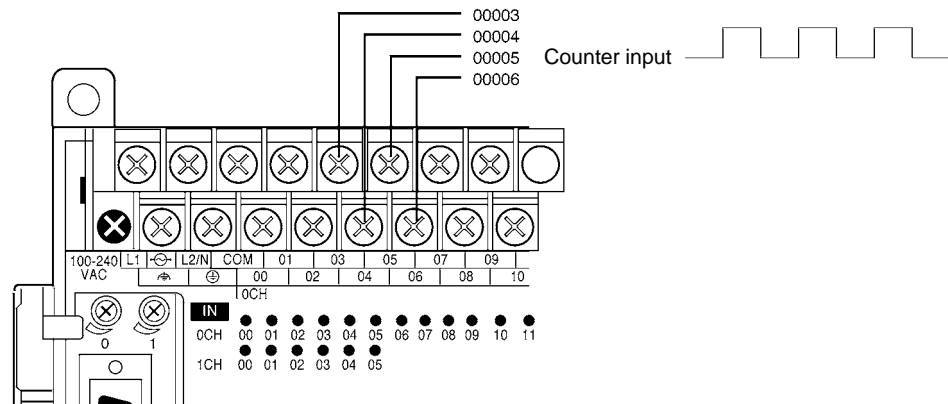 00003
00004
00005
00006
Counter input
100-240 VAC
L1 L2/N COM 01 03 05 07 09
00 02 04 06 08 10
0CH
IN
0CH 00 01 02 03 04 05 06 07 08 09 10 11
1CH 00 01 02 03 04 05
0 1